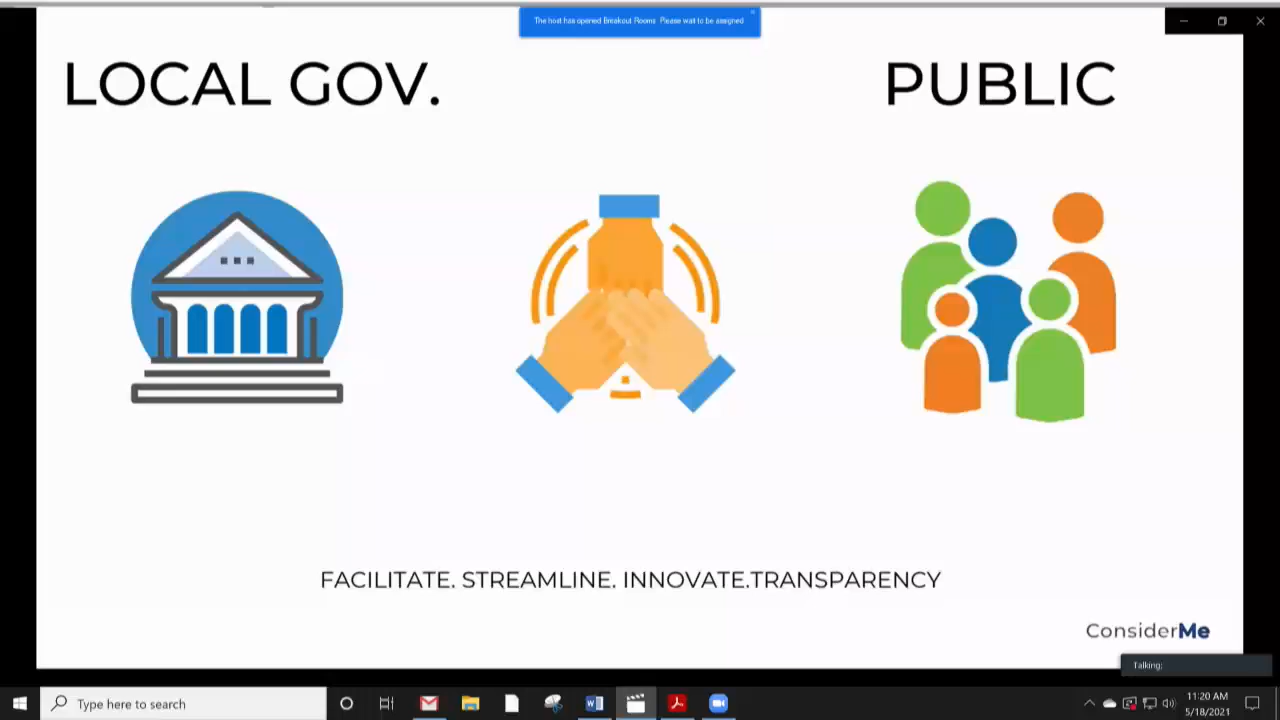 The host has opened Breakout Rooms Please wait to be assigned
LOCAL GOV.
PUBLIC
FACILITATE. STREAMLINE. INNOVATE.TRANSPARENCY
ConsiderMe
Talking:
Type here to search
11:20 AM
5/18/2021